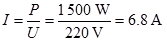 I = P/U = 1500 W/220 V = 6.8 A